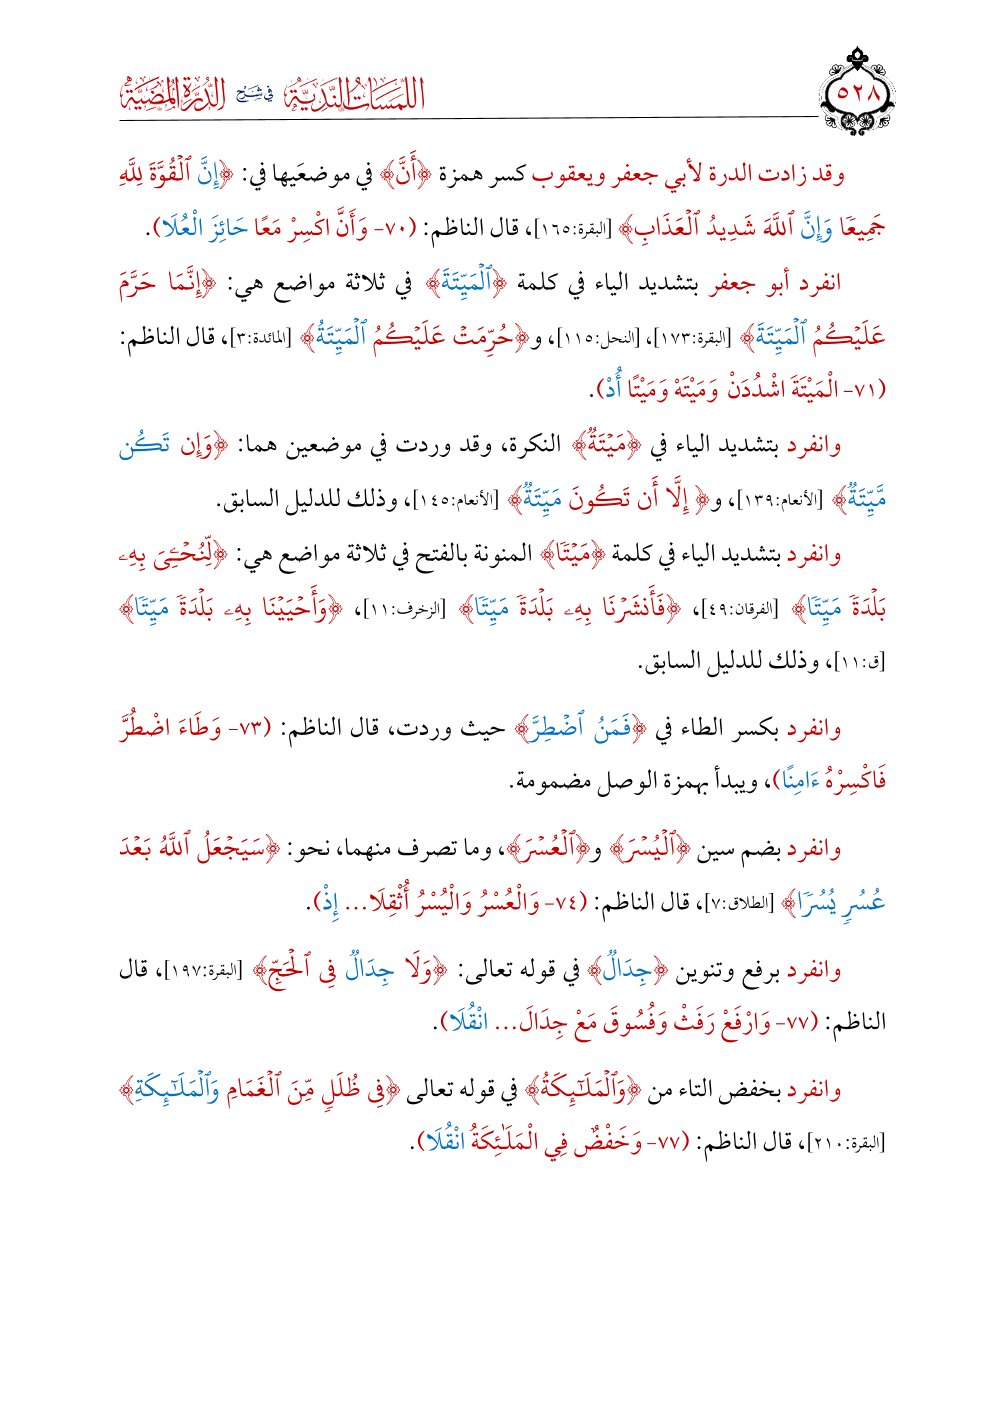 اللمسات الندية في شرح الدرة المضية
٥٢٨
وقد زادت الدرة لأبي جعفر ويعقوب كسر همزة ﴿أَنَّ﴾ في موضعَيها في: ﴿إِنَّ ٱلۡقُوَّةَ لِلَّهِ
جَمِيعٗا وَإِنَّ ٱللَّهَ شَدِيدُ ٱلۡعَذَابِ﴾ [البقرة:١٦٥]، قال الناظم: (٧٠- وَأَنَّ اكْسِرْ مَعًا حَائِزَ الْعُلَا).
انفرد أبو جعفر بتشديد الياء في كلمة ﴿ٱلۡمَيِّتَةَ﴾ في ثلاثة مواضع هي: ﴿إِنَّمَا حَرَّمَ
عَلَيۡكُمُ ٱلۡمَيِّتَةَ﴾ [البقرة:١٧٣]، [النحل:١١٥]، و﴿حُرِّمَتۡ عَلَيۡكُمُ ٱلۡمَيِّتَةُ﴾ [المائدة:٣]، قال الناظم:
(٧١- الْمَيْتَةَ اشْدُدَنْ وَمَيْتَهْ وَمَيْتًا أُدْ).
وانفرد بتشديد الياء في ﴿مَيۡتَةٌ﴾ النكرة، وقد وردت في موضعين هما: ﴿وَإِن تَكُن
مَّيِّتَةٌ﴾ [الأنعام:١٣٩]، و﴿إِلَّا أَن تَكُونَ مَيِّتَةٌ﴾ [الأنعام:١٤٥]، وذلك للدليل السابق.
وانفرد بتشديد الياء في كلمة ﴿مَيۡتٗا﴾ المنونة بالفتح في ثلاثة مواضع هي: ﴿لِّنُحۡـِۧيَ بِهِۦ
بَلۡدَةٗ مَيِّتٗا﴾ [الفرقان:٤٩]، ﴿فَأَنشَرۡنَا بِهِۦ بَلۡدَةٗ مَيِّتٗا﴾ [الزخرف:١١]، ﴿وَأَحۡيَيۡنَا بِهِۦ بَلۡدَةٗ مَيِّتٗا﴾
[ق:١١]، وذلك للدليل السابق.
وانفرد بكسر الطاء في ﴿فَمَنُ ٱضۡطِرَّ﴾ حيث وردت، قال الناظم: (٧٣- وَطَاءَ اضْطُرَّ
فَاكْسِرْهُ ءَامِنًا)، ويبدأ بهمزة الوصل مضمومة.
وانفرد بضم سين ﴿ٱلۡيُسۡرَ﴾ و﴿ٱلۡعُسۡرَ﴾، وما تصرف منهما، نحو: ﴿سَيَجۡعَلُ ٱللَّهُ بَعۡدَ
عُسُرٖ يُسُرٗا﴾ [الطلاق:٧]، قال الناظم: (٧٤- وَالْعُسْرُ وَالْيُسْرُ أُثْقِلَا... إِذْ).
وانفرد برفع وتنوين ﴿جِدَالٌ﴾ في قوله تعالى: ﴿وَلَا جِدَالٌ فِي ٱلۡحَجِّ﴾ [البقرة:١٩٧]، قال
الناظم: (٧٧- وَارْفَعْ رَفَثْ وَفُسُوقَ مَعْ جِدَالَ... انْقُلَا).
وانفرد بخفض التاء من ﴿وَٱلۡمَلَـٰٓئِكَةُ﴾ في قوله تعالى ﴿فِي ظُلَلٖ مِّنَ ٱلۡغَمَامِ وَٱلۡمَلَـٰٓئِكَةِ﴾
[البقرة:٢١٠]، قال الناظم: (٧٧- وَخَفْضٌ فِي الْمَلَـٰئِكَةُ انْقُلَا).